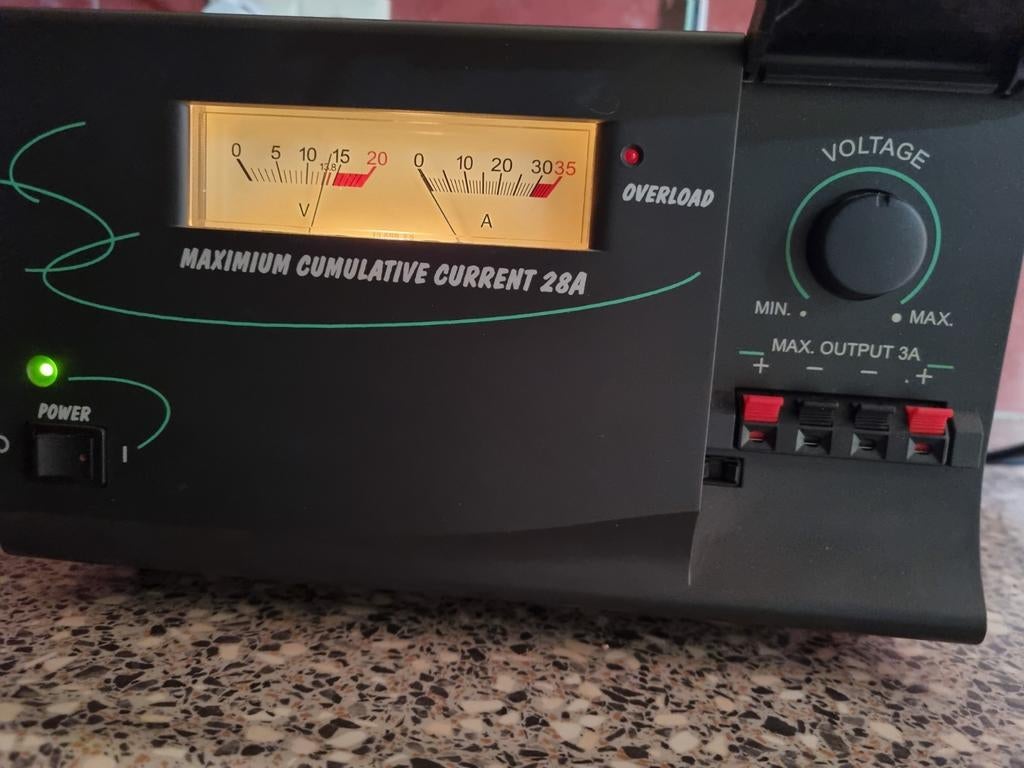 0 5 10 13.8 15 20
V
0 10 20 30 35
A
OVERLOAD
MAXIMIUM CUMULATIVE CURRENT 28A
POWER
O I
VOLTAGE
MIN. MAX.
MAX. OUTPUT 3A
+ − − +